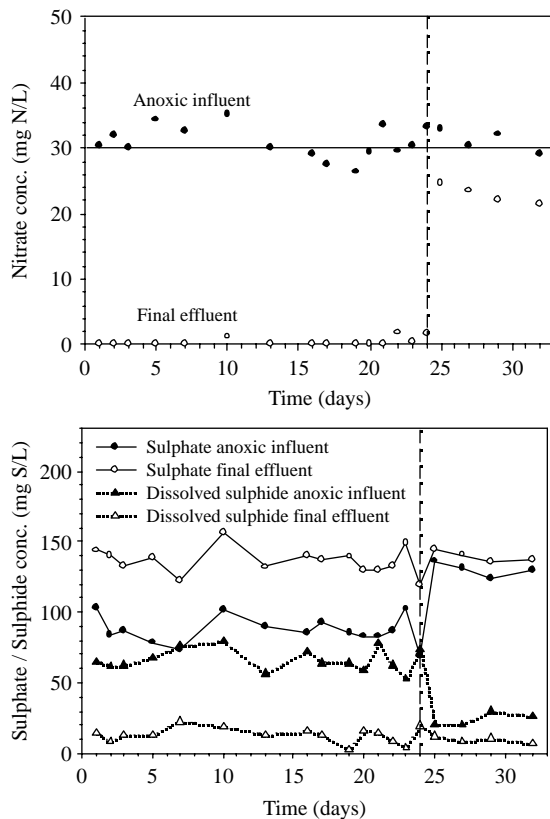 50
40
30
20
10
0
Nitrate conc. (mg N/L)
Anoxic influent
Final effluent
0 5 10 15 20 25 30
Time (days)
200
150
100
50
0
Sulphate / Sulphide conc. (mg S/L)
Sulphate anoxic influent
Sulphate final effluent
Dissolved sulphide anoxic influent
Dissolved sulphide final effluent
0 5 10 15 20 25 30
Time (days)